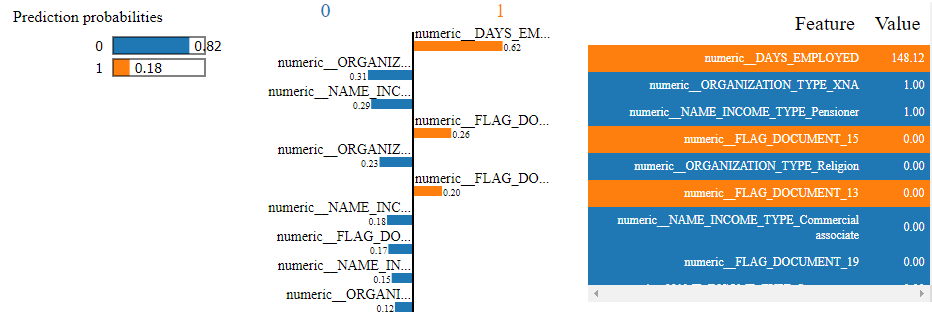 Prediction probabilities
0
0.82
1
0.18
0
1
numeric__DAYS_EM...
0.62
numeric__ORGANIZ...
0.31
numeric__NAME_INC...
0.29
numeric__FLAG_DO...
0.26
numeric__ORGANIZ...
0.23
numeric__FLAG_DO...
0.20
numeric__NAME_INC...
0.18
numeric__FLAG_DO...
0.17
numeric__NAME_IN...
0.15
numeric__ORGANI...
0.12
Feature Value
numeric__DAYS_EMPLOYED 148.12
numeric__ORGANIZATION_TYPE_XNA 1.00
numeric__NAME_INCOME_TYPE_Pensioner 1.00
numeric__FLAG_DOCUMENT_15 0.00
numeric__ORGANIZATION_TYPE_Religion 0.00
numeric__FLAG_DOCUMENT_13 0.00
numeric__NAME_INCOME_TYPE_Commercial
associate 0.00
numeric__FLAG_DOCUMENT_19 0.00